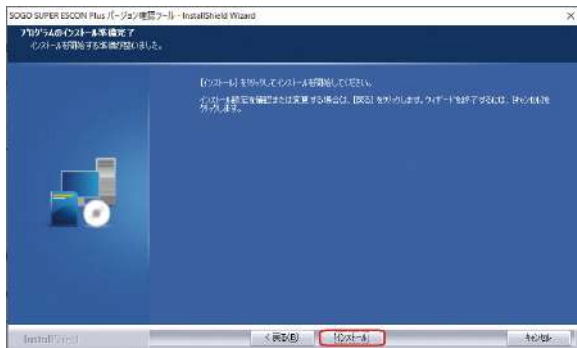 SOGO SUPER ESCON Plus バージョン確認ツール - InstallShield Wizard
プログラムのインストール準備完了
インストールを開始する準備が整いました。
[インストール] をクリックしてインストールを開始してください。
インストール設定を確認または変更する場合は、[戻る] をクリックします。ウィザードを終了するには、[キャンセル]を
クリックします。
InstallShield
< 戻る(B)
[インストール]
キャンセル